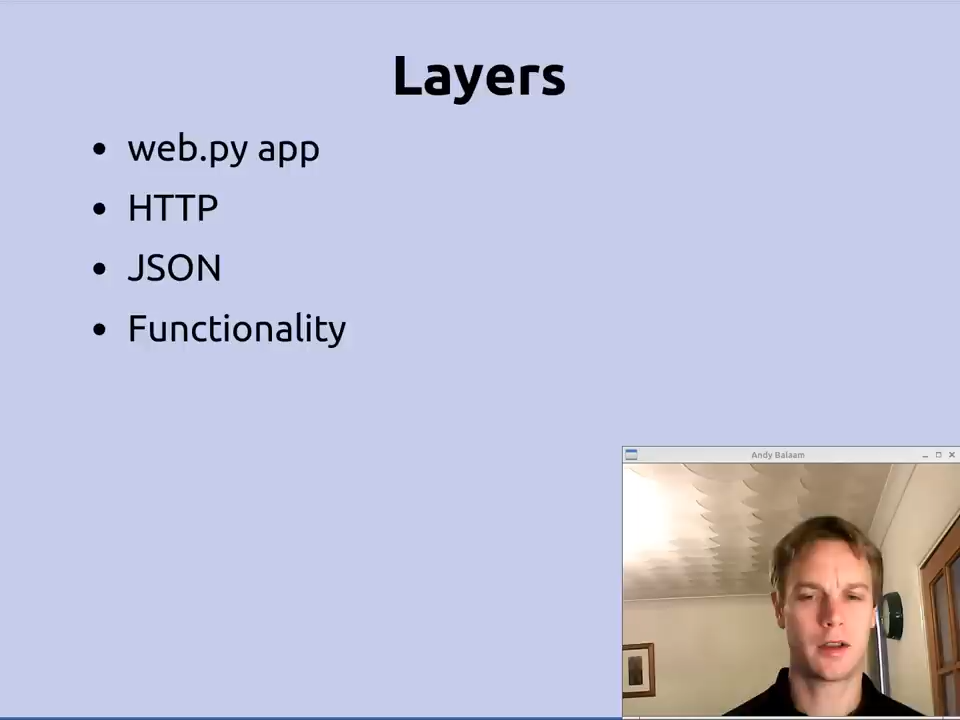 Layers
• web.py app
• HTTP
• JSON
• Functionality
Andy Balaam